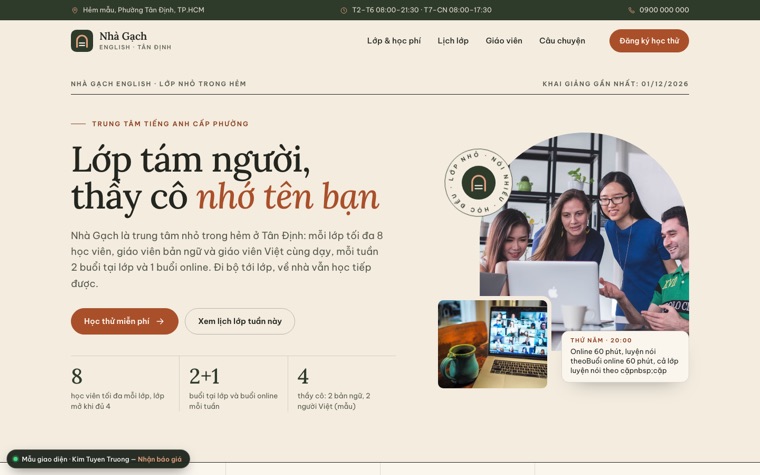 Hẻm mẫu, Phường Tân Định, TP.HCM
T2–T6 08:00–21:30 · T7–CN 08:00–17:30
0900 000 000
Nhà Gạch
ENGLISH · TÂN ĐỊNH
Lớp & học phí
Lịch lớp
Giáo viên
Câu chuyện
Đăng ký học thử
NHÀ GẠCH ENGLISH · LỚP NHỎ TRONG HẺM
KHAI GIẢNG GẦN NHẤT: 01/12/2026
TRUNG TÂM TIẾNG ANH CẤP PHƯỜNG
Lớp tám người,
thầy cô nhớ tên bạn
Nhà Gạch là trung tâm nhỏ trong hẻm ở Tân Định: mỗi lớp tối đa 8
học viên, giáo viên bản ngữ và giáo viên Việt cùng dạy, mỗi tuần
2 buổi tại lớp và 1 buổi online. Đi bộ tới lớp, về nhà vẫn học tiếp
được.
Học thử miễn phí
Xem lịch lớp tuần này
8
học viên tối đa mỗi lớp, lớp
mở khi đủ 4
2+1
buổi tại lớp và buổi online
mỗi tuần
4
thầy cô: 2 bản ngữ, 2
người Việt (mẫu)
LỚP NHỎ · NÓI NHIỀU · HỌC ĐỀU ·
THỨ NĂM · 20:00
Online 60 phút, luyện nói
theoBuổi online 60 phút, cả lớp
luyện nói theo cặpnbsp;cặp
Mẫu giao diện · Kim Tuyen Truong — Nhận báo giá